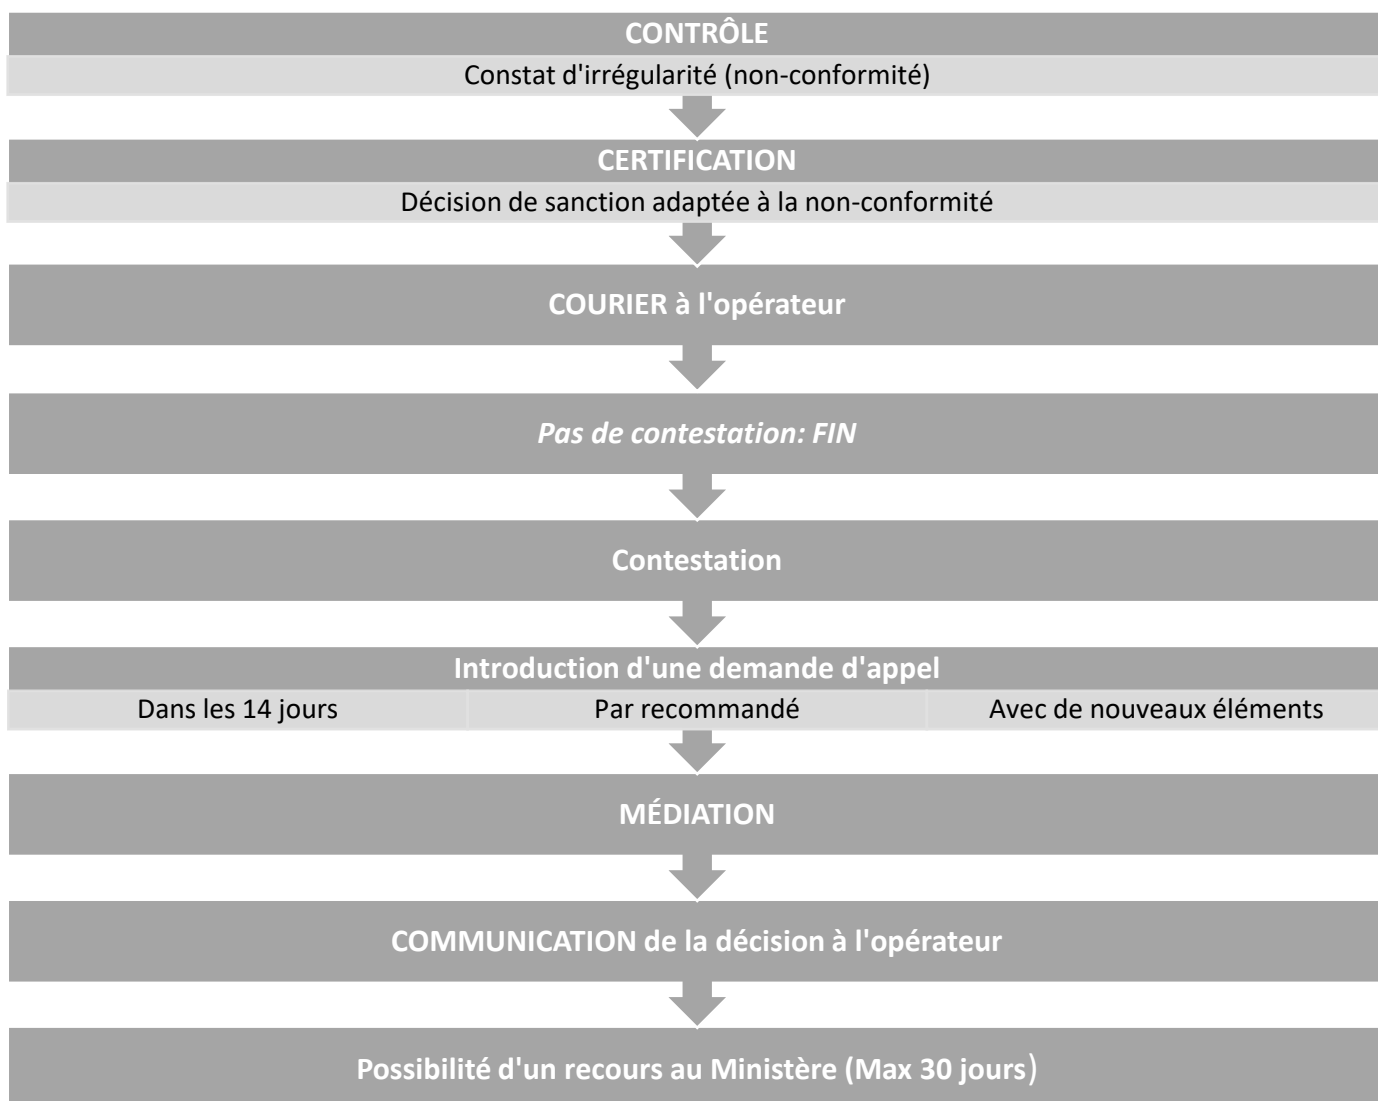 CONTRÔLE
Constat d'irrégularité (non-conformité)
CERTIFICATION
Décision de sanction adaptée à la non-conformité
COURIER à l'opérateur
Pas de contestation: FIN
Contestation
Introduction d'une demande d'appel
Dans les 14 jours
Par recommandé
Avec de nouveaux éléments
MÉDIATION
COMMUNICATION de la décision à l'opérateur
Possibilité d'un recours au Ministère (Max 30 jours)